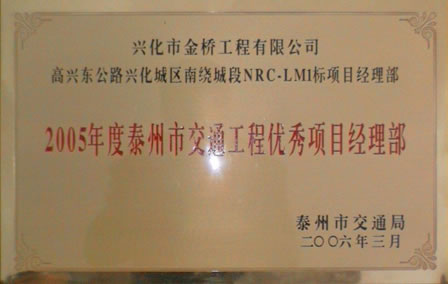 兴化市金桥工程有限公司
高兴东公路兴化城区南绕城段NRC-LM1标项目经理部
2005年度泰州市交通工程优秀项目经理部
泰州市交通局
二〇〇六年三月